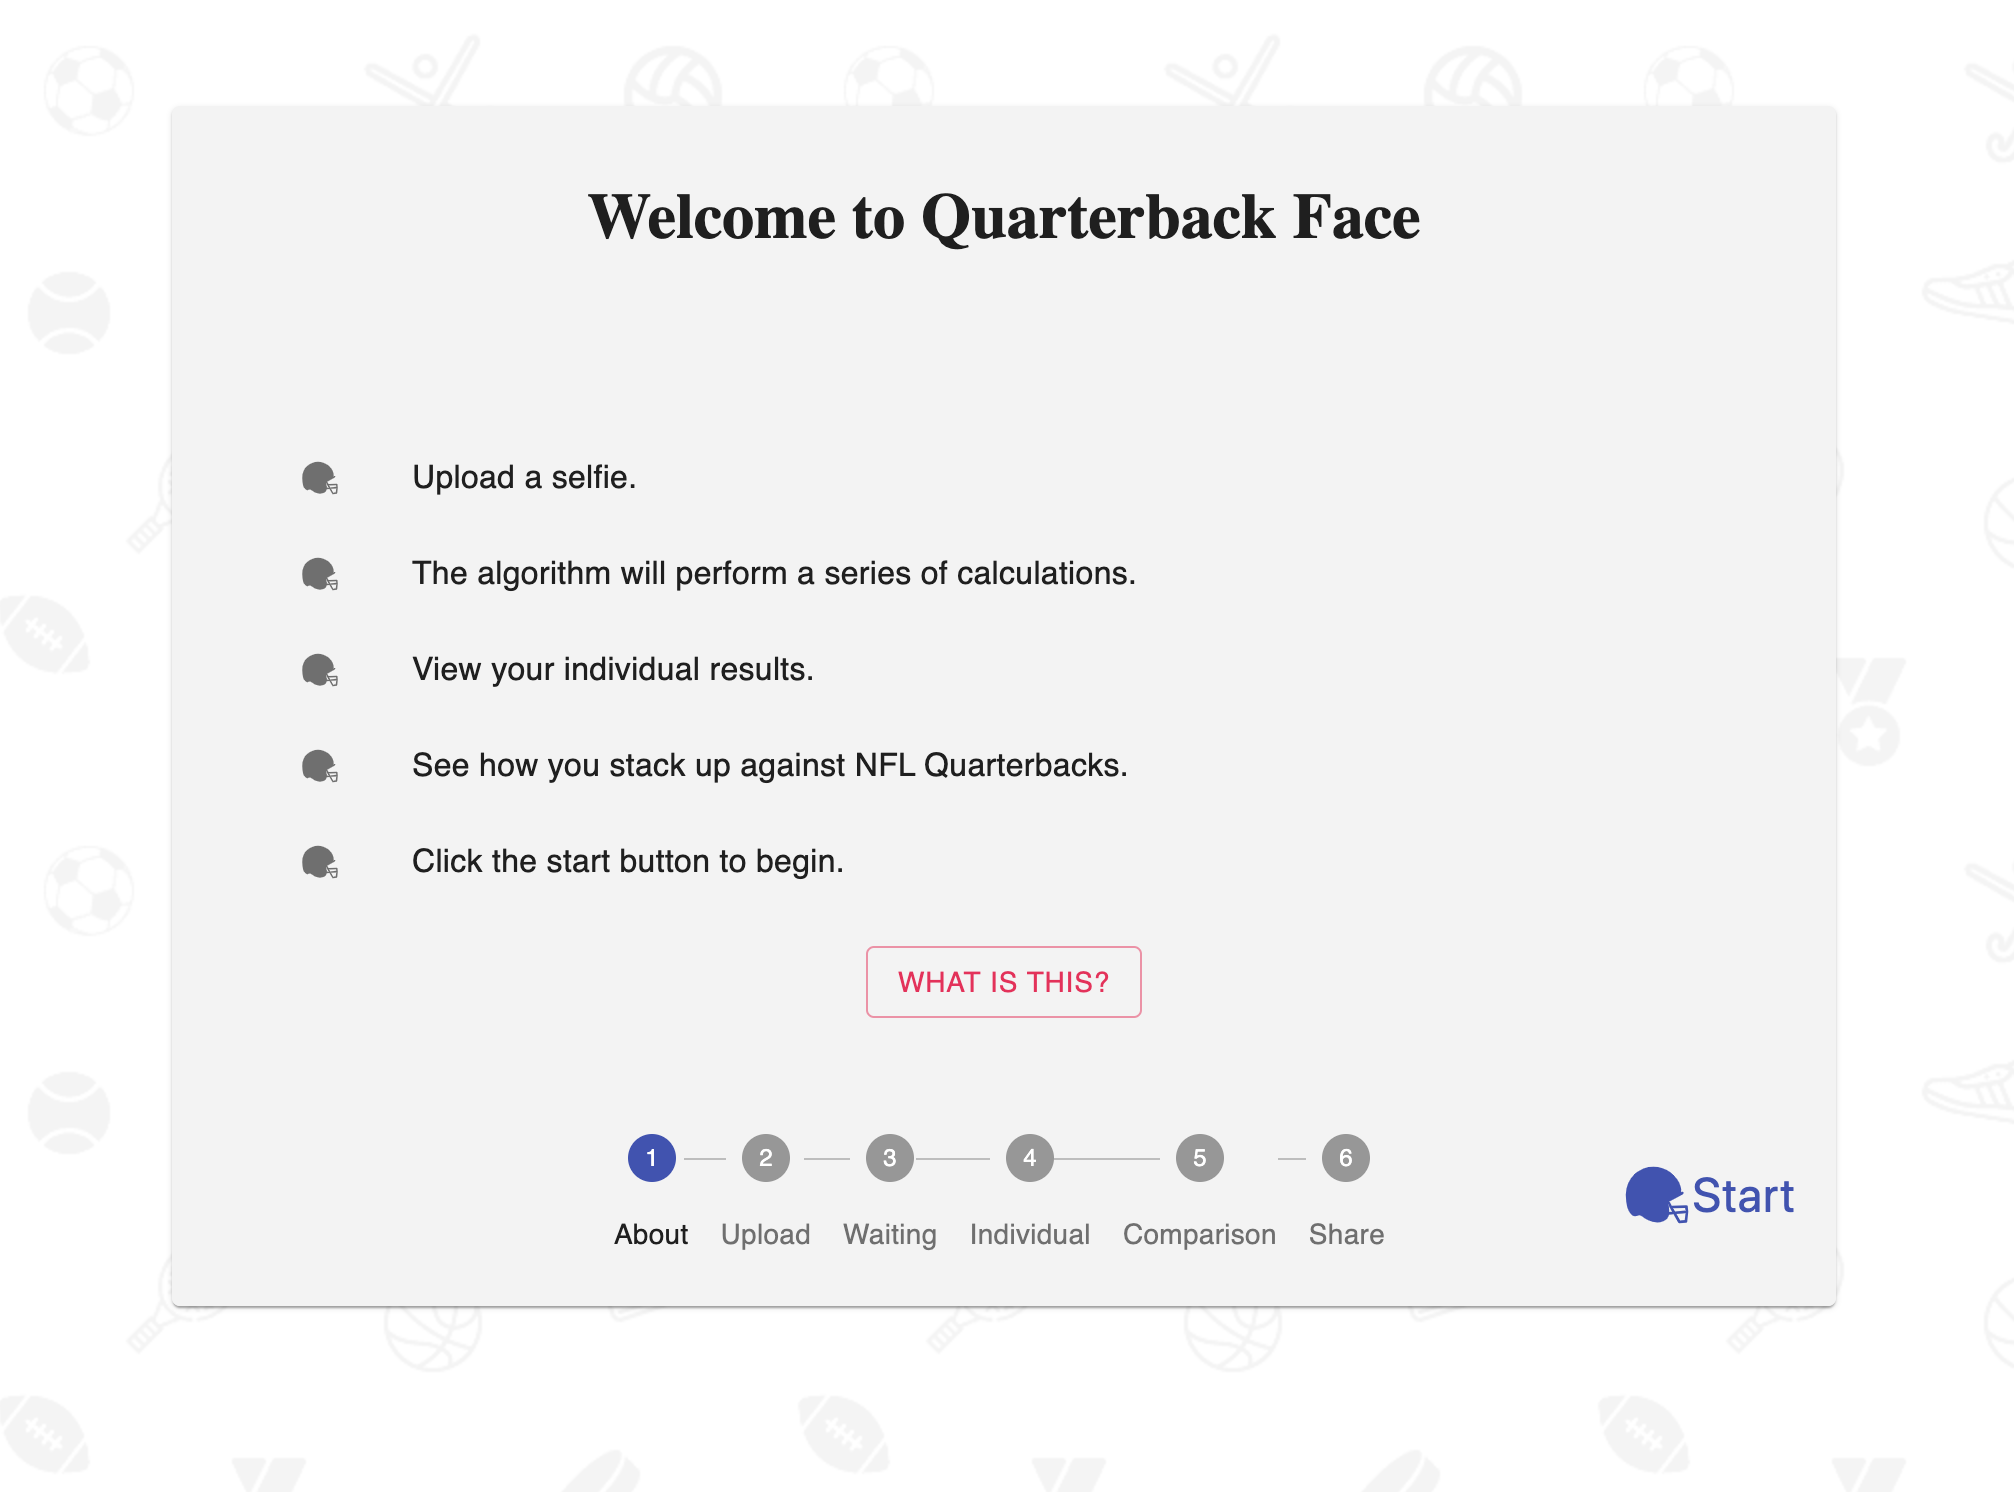 Welcome to Quarterback Face
Upload a selfie.
The algorithm will perform a series of calculations.
View your individual results.
See how you stack up against NFL Quarterbacks.
Click the start button to begin.
WHAT IS THIS?
1 2 3 4 5 6
About Upload Waiting Individual Comparison Share
Start